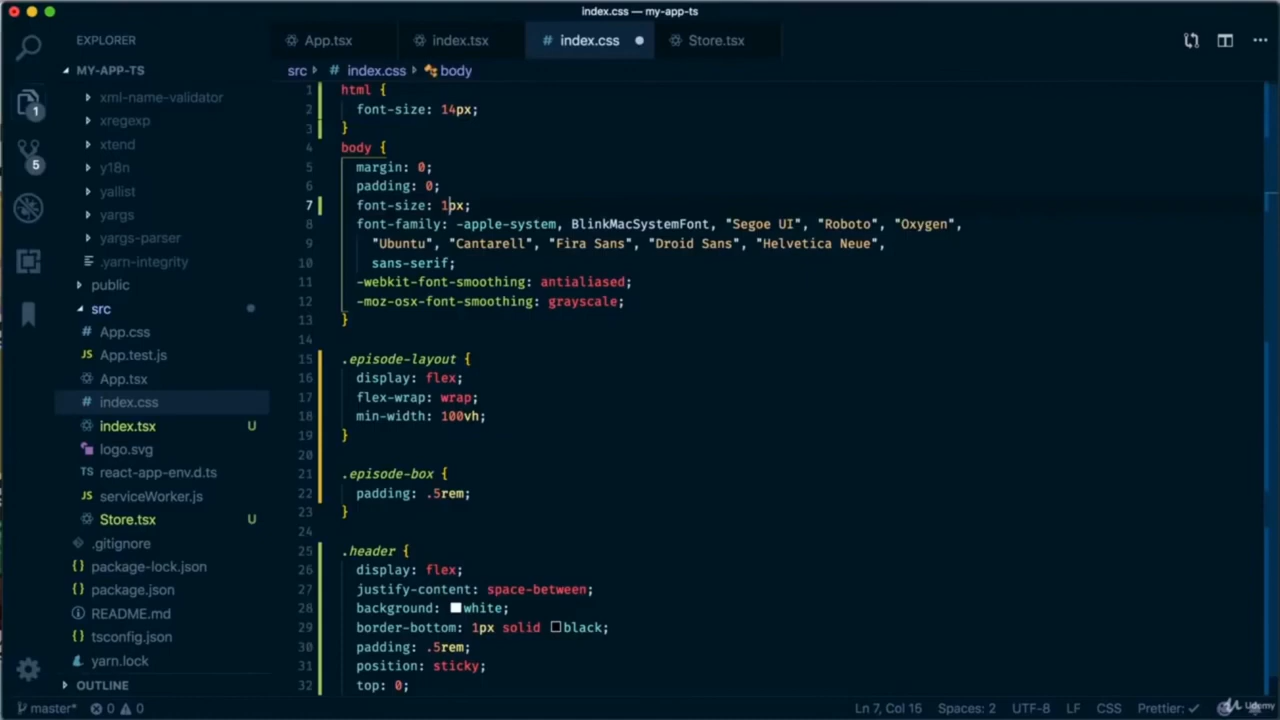 index.css — my-app-ts
EXPLORER
App.tsx
index.tsx
# index.css
Store.tsx
MY-APP-TS
src
# index.css
body
xml-name-validator
xregexp
xtend
y18n
yallist
yargs
yargs-parser
.yarn-integrity
public
src
# App.css
JS App.test.js
App.tsx
# index.css
index.tsx U
logo.svg
TS react-app-env.d.ts
JS serviceWorker.js
Store.tsx U
.gitignore
{} package-lock.json
{} package.json
README.md
tsconfig.json
yarn.lock
OUTLINE
1
5
1 html {
2 font-size: 14px;
3 }
4 body {
5 margin: 0;
6 padding: 0;
7 font-size: 1px;
8 font-family: -apple-system, BlinkMacSystemFont, "Segoe UI", "Roboto", "Oxygen",
9 "Ubuntu", "Cantarell", "Fira Sans", "Droid Sans", "Helvetica Neue",
10 sans-serif;
11 -webkit-font-smoothing: antialiased;
12 -moz-osx-font-smoothing: grayscale;
13 }
14
15 .episode-layout {
16 display: flex;
17 flex-wrap: wrap;
18 min-width: 100vh;
19 }
20
21 .episode-box {
22 padding: .5rem;
23 }
24
25 .header {
26 display: flex;
27 justify-content: space-between;
28 background: white;
29 border-bottom: 1px solid black;
30 padding: .5rem;
31 position: sticky;
32 top: 0;
master* 0 0
Ln 7, Col 15 Spaces: 2 UTF-8 LF CSS Prettier: ✓
Udemy